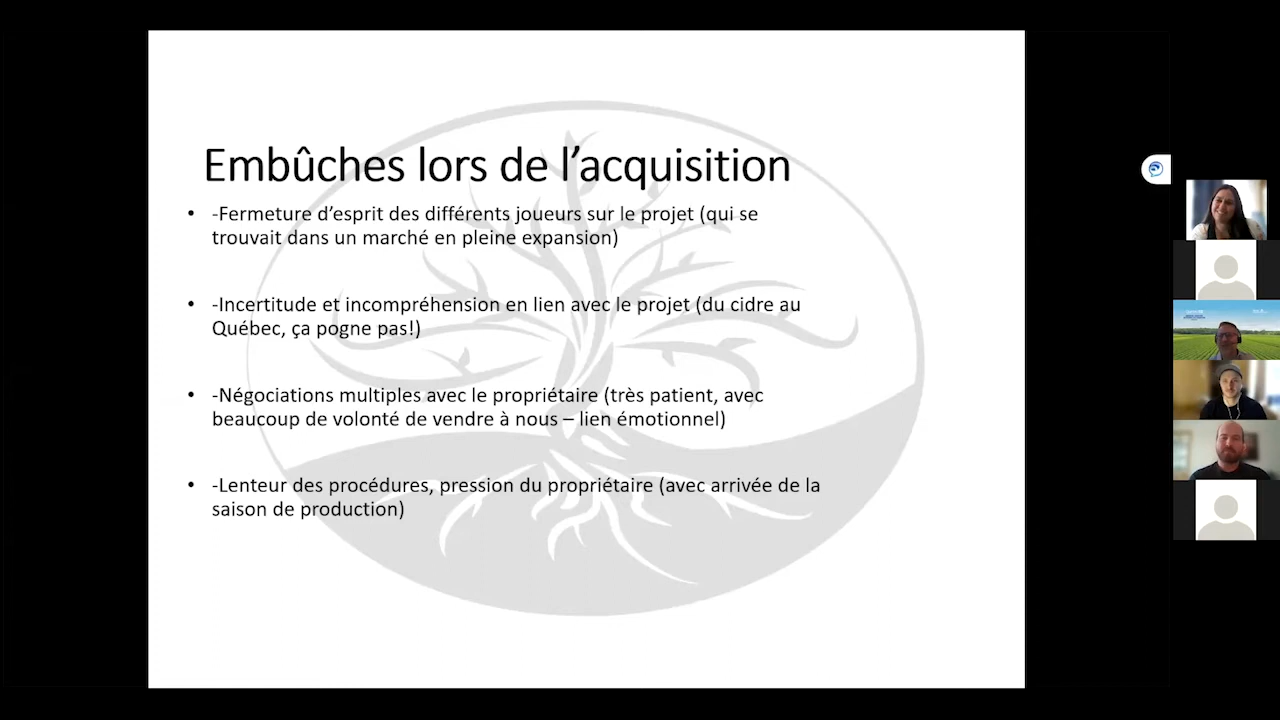 Embûches lors de l’acquisition
• -Fermeture d’esprit des différents joueurs sur le projet (qui se
trouvait dans un marché en pleine expansion)
• -Incertitude et incompréhension en lien avec le projet (du cidre au
Québec, ça pogne pas!)
• -Négociations multiples avec le propriétaire (très patient, avec
beaucoup de volonté de vendre à nous – lien émotionnel)
• -Lenteur des procédures, pression du propriétaire (avec arrivée de la
saison de production)